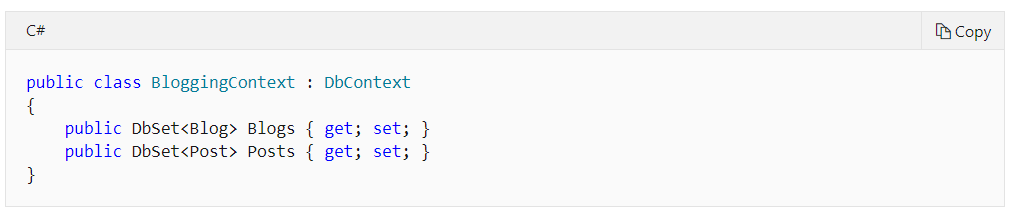 C#
Copy
public class BloggingContext : DbContext
{
    public DbSet<Blog> Blogs { get; set; }
    public DbSet<Post> Posts { get; set; }
}